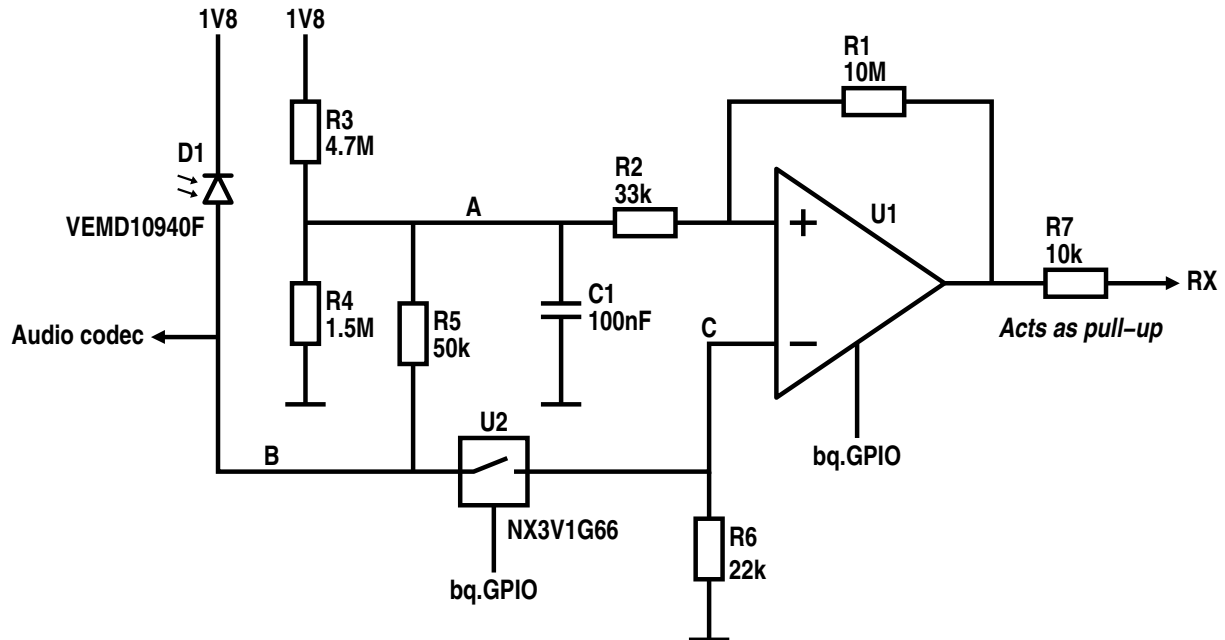 1V8
1V8
R1
10M
R3
4.7M
D1
VEMD10940F
A
R2
33k
+
U1
R7
10k
RX
Acts as pull-up
R4
1.5M
R5
50k
C1
100nF
Audio codec
C
−
B
U2
NX3V1G66
bq.GPIO
bq.GPIO
R6
22k